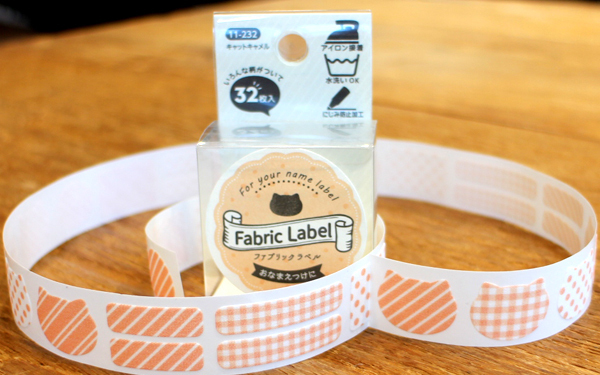 11-232
キャットキャメル
いろんな柄がついて
32枚入
アイロン接着
水洗いOK
にじみ防止加工
For your name label
Fabric Label
ファブリックラベル
おなまえつけに